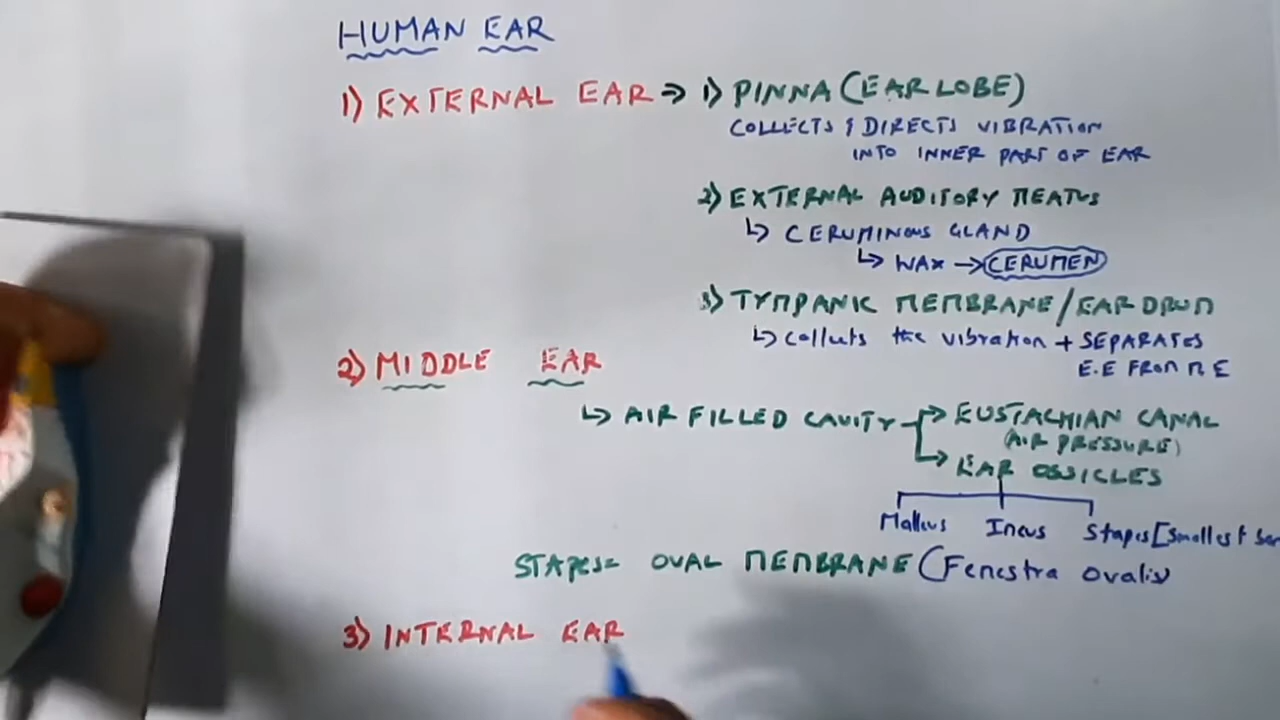 HUMAN EAR
1) EXTERNAL EAR → 1) PINNA (EAR LOBE)
COLLECTS & DIRECTS VIBRATION
INTO INNER PART OF EAR
2) EXTERNAL AUDITORY MEATUS
↳ CERUMINOUS GLAND
↳ WAX → CERUMEN
3) TYMPANIC MEMBRANE / EAR DRUM
↳ collects the vibration + SEPARATES
E.E FROM M E
2) MIDDLE EAR
↳ AIR FILLED CAVITY → EUSTACHIAN CANAL
(AIR PRESSURE)
→ EAR OSSICLES
Malleus Incus Stapes [Smallest
STAPES= OVAL MEMBRANE (Fenestra Ovalis)
3) INTERNAL EAR